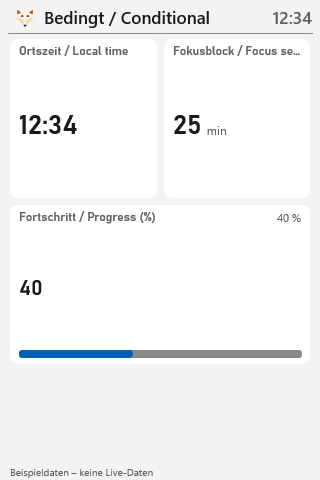 Bedingt / Conditional 12:34
Ortszeit / Local time
12:34
Fokusblock / Focus se...
25 min
Fortschritt / Progress (%) 40 %
40
Beispieldaten – keine Live-Daten